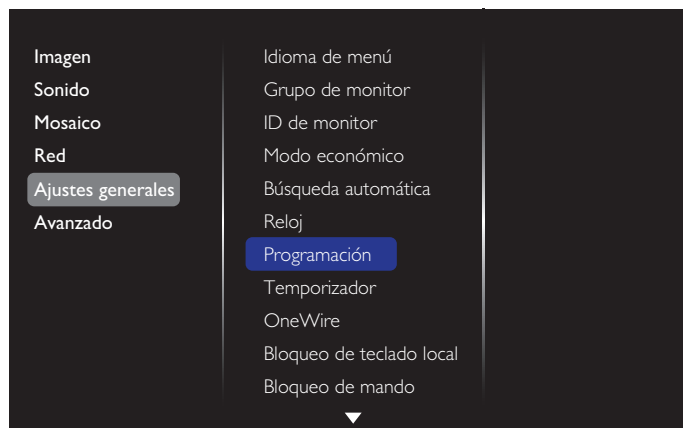 Imagen
Sonido
Mosaico
Red
Ajustes generales
Avanzado
Idioma de menú
Grupo de monitor
ID de monitor
Modo económico
Búsqueda automática
Reloj
Programación
Temporizador
OneWire
Bloqueo de teclado local
Bloqueo de mando